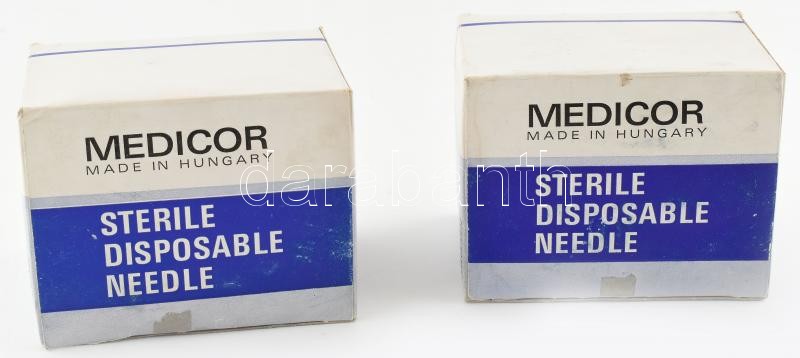 MEDICOR
MADE IN HUNGARY
STERILE
DISPOSABLE
NEEDLE
MEDICOR
MADE IN HUNGARY
STERILE
DISPOSABLE
NEEDLE
darabanth